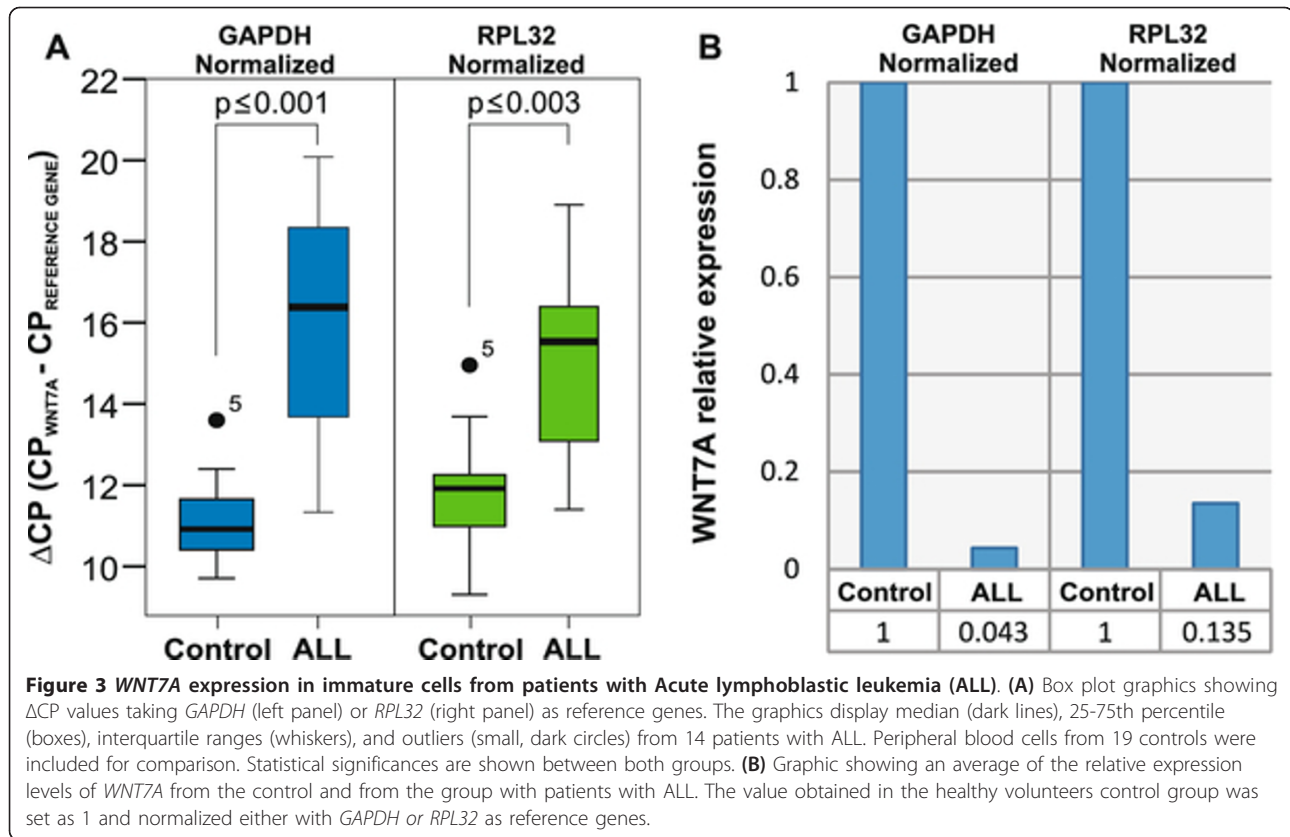 A
GAPDH
Normalized
RPL32
Normalized
ΔCP (CP WNT7A - CP REFERENCE GENE)
22
20
18
16
14
12
10
p≤0.001
p≤0.003
5
5
Control ALL
Control ALL
B
GAPDH
Normalized
RPL32
Normalized
WNT7A relative expression
1
0.8
0.6
0.4
0.2
0
Control ALL Control ALL
1 0.043 1 0.135
Figure 3 WNT7A expression in immature cells from patients with Acute lymphoblastic leukemia (ALL). (A) Box plot graphics showing
ΔCP values taking GAPDH (left panel) or RPL32 (right panel) as reference genes. The graphics display median (dark lines), 25-75th percentile
(boxes), interquartile ranges (whiskers), and outliers (small, dark circles) from 14 patients with ALL. Peripheral blood cells from 19 controls were
included for comparison. Statistical significances are shown between both groups. (B) Graphic showing an average of the relative expression
levels of WNT7A from the control and from the group with patients with ALL. The value obtained in the healthy volunteers control group was
set as 1 and normalized either with GAPDH or RPL32 as reference genes.